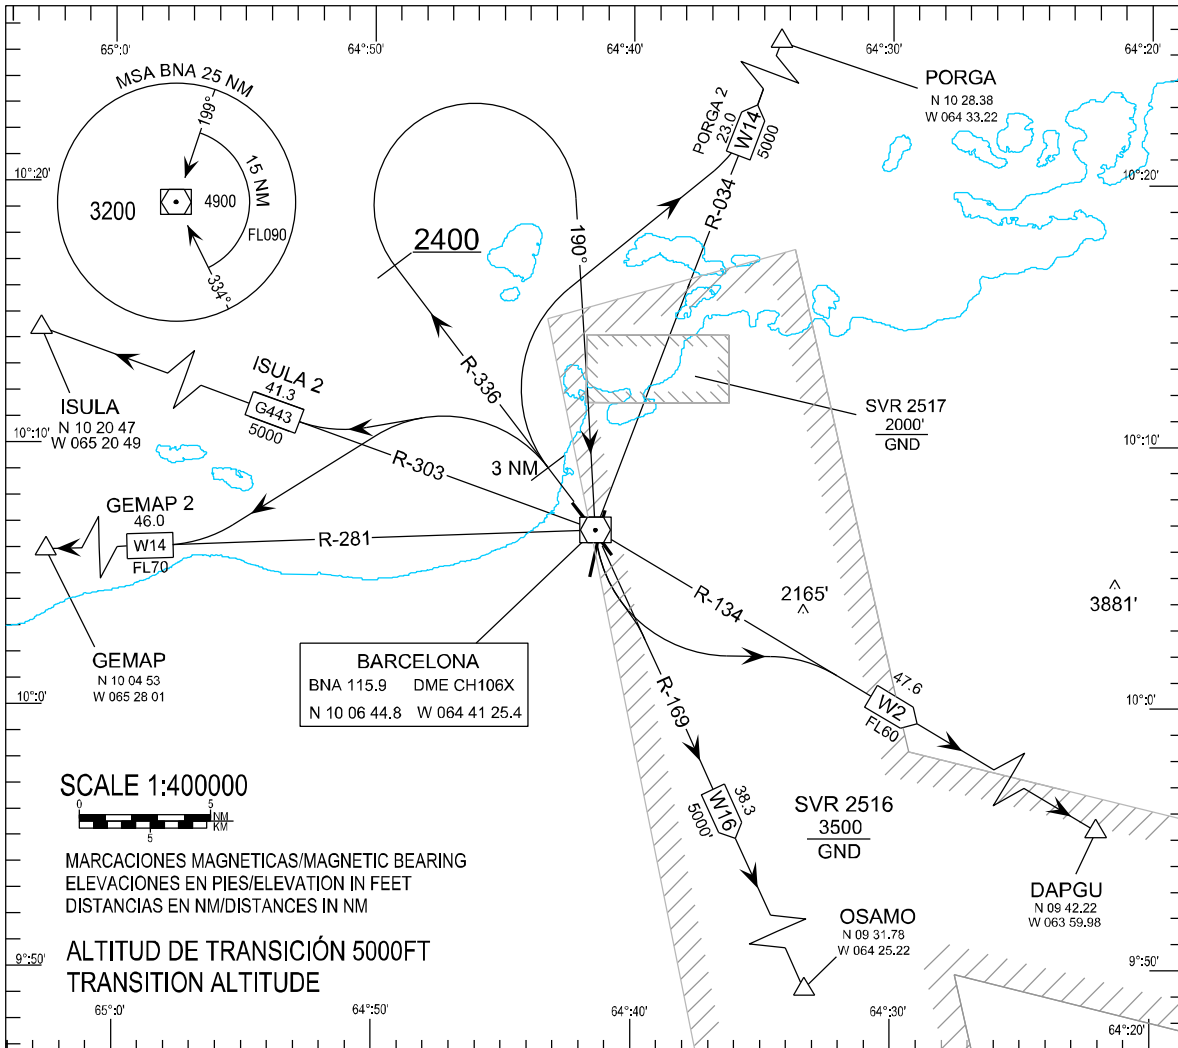 65°:0'
64°:50'
64°:40'
64°:30'
64°:20'
MSA BNA 25 NM
199°
15 NM
3200
4900
FL090
334°
10°:20'
10°:20'
PORGA
N 10 28.38
W 064 33.22
PORGA 2
23.0
W14
5000
R-034
2400
190°
R-336
ISULA
N 10 20 47
W 065 20 49
ISULA 2
41.3
G443
5000
R-303
SVR 2517
2000'
GND
10°:10'
10°:10'
3 NM
GEMAP 2
46.0
W14
FL70
R-281
GEMAP
N 10 04 53
W 065 28 01
R-134
2165'
3881'
BARCELONA
BNA 115.9 DME CH106X
N 10 06 44.8 W 064 41 25.4
10°:0'
10°:0'
R-169
47.6
W2
FL60
38.3
W16
5000'
SVR 2516
3500
GND
SCALE 1:400000
0 5
NM
KM
5
MARCACIONES MAGNETICAS/MAGNETIC BEARING
ELEVACIONES EN PIES/ELEVATION IN FEET
DISTANCIAS EN NM/DISTANCES IN NM
ALTITUD DE TRANSICIÓN 5000FT
TRANSITION ALTITUDE
DAPGU
N 09 42.22
W 063 59.98
OSAMO
N 09 31.78
W 064 25.22
9°:50'
9°:50'
65°:0'
64°:50'
64°:40'
64°:30'
64°:20'